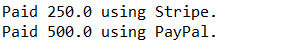 Paid 250.0 using Stripe.
Paid 500.0 using PayPal.